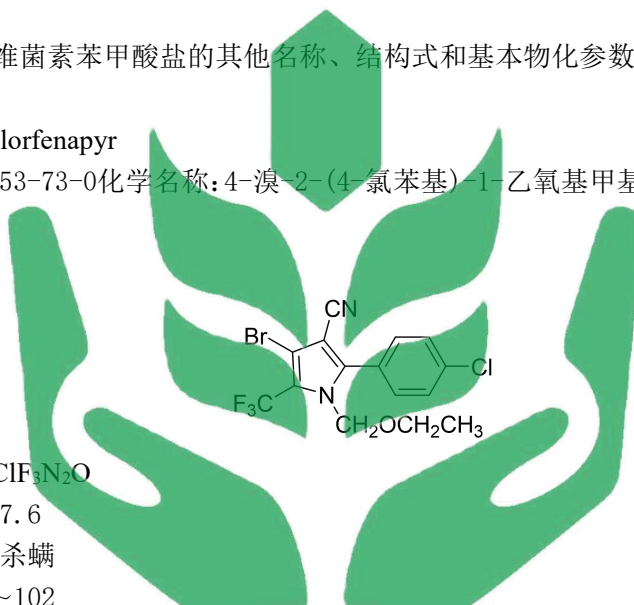 维菌素苯甲酸盐的其他名称、结构式和基本物化参数
lorfenapyr
53-73-0化学名称:4-溴-2-(4-氯苯基)-1-乙氧基甲基
CN
Br
Cl
F₃C
N
CH₂OCH₂CH₃
ClF₃N₂O
7.6
杀螨
~102